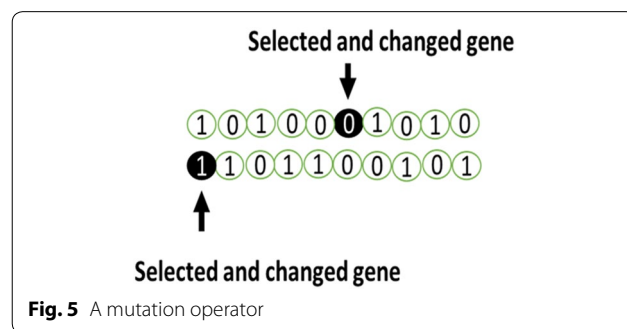 Selected and changed gene
1 0 1 0 0 0 1 0 1 0
1 1 0 1 1 0 0 1 0 1
Selected and changed gene
Fig. 5 A mutation operator